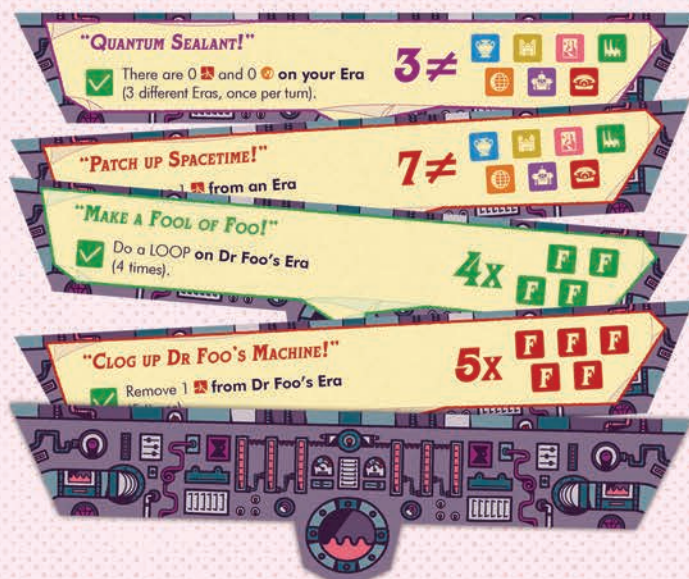 "QUANTUM SEALANT!"
There are 0 and 0 on your Era
(3 different Eras, once per turn).
3≠
"PATCH UP SPACETIME!"
from an Era
7≠
"MAKE A FOOL OF FOO!"
Do a LOOP on Dr Foo's Era
(4 times).
4x
F F
F F
"CLOG UP DR FOO'S MACHINE!"
Remove 1 from Dr Foo's Era
5x
F F F
F F